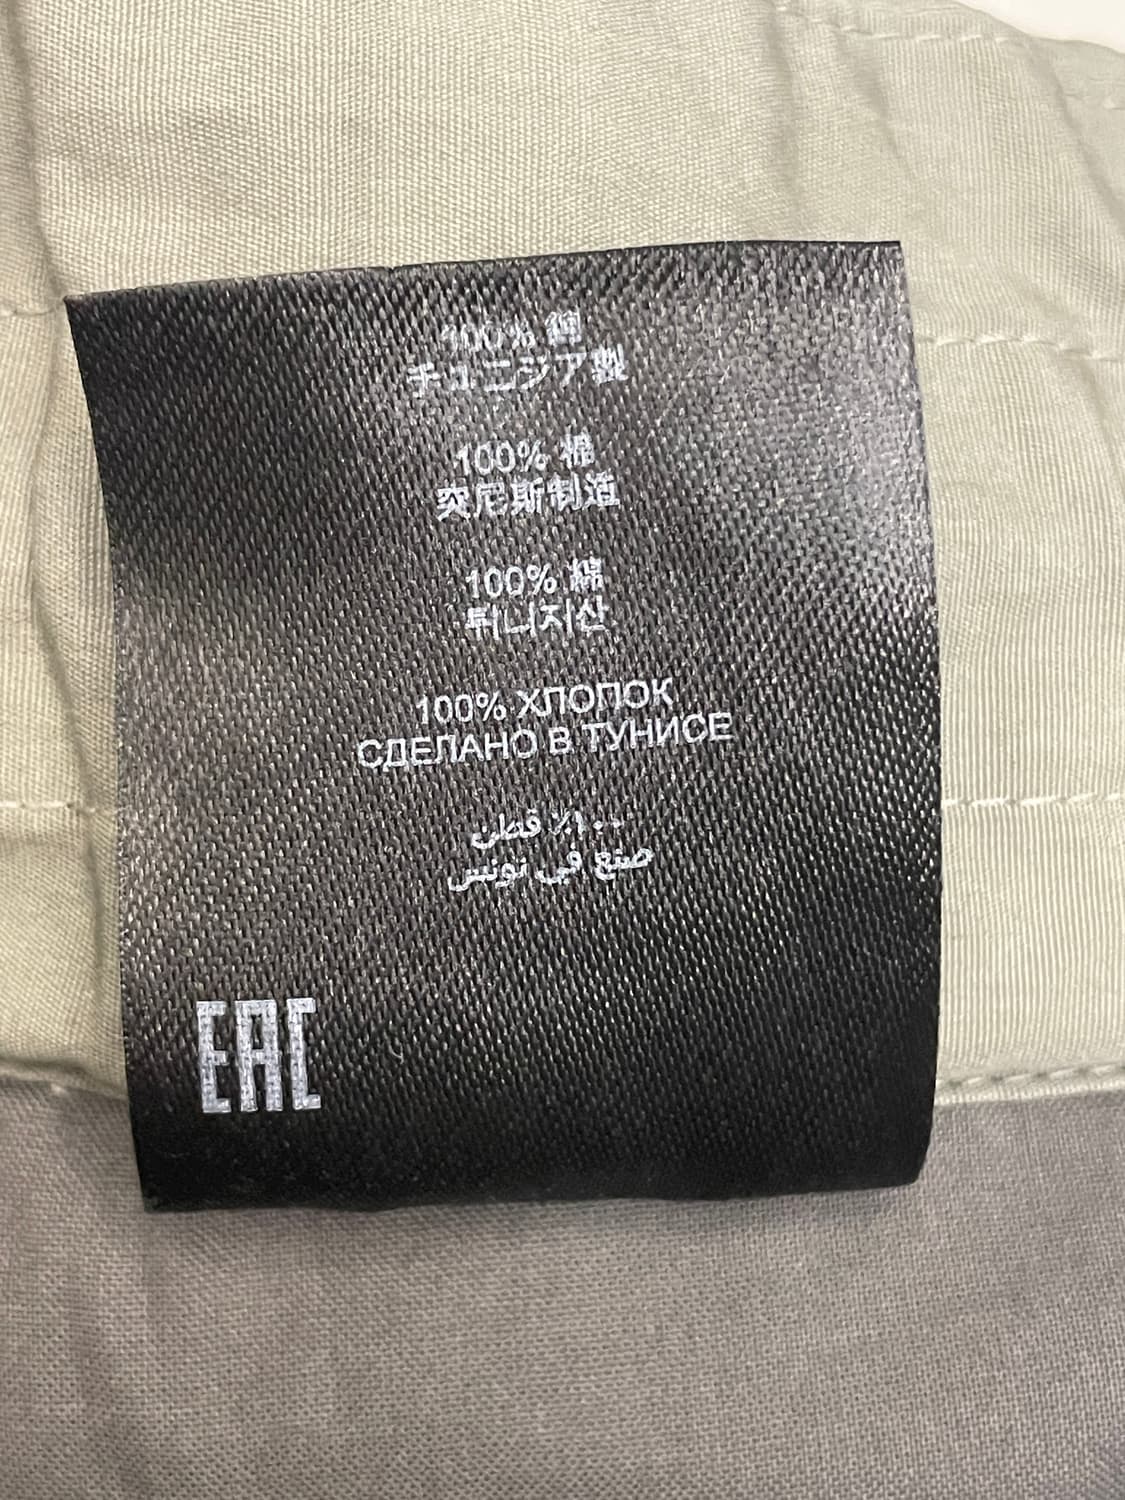 100% 綿
チュニジア製
100% 棉
突尼斯制造
100% 綿
튀니지산
100% ХЛОПОК
СДЕЛАНО В ТУНИСЕ
١٠٠٪ قطن
صنع في تونس
EAC